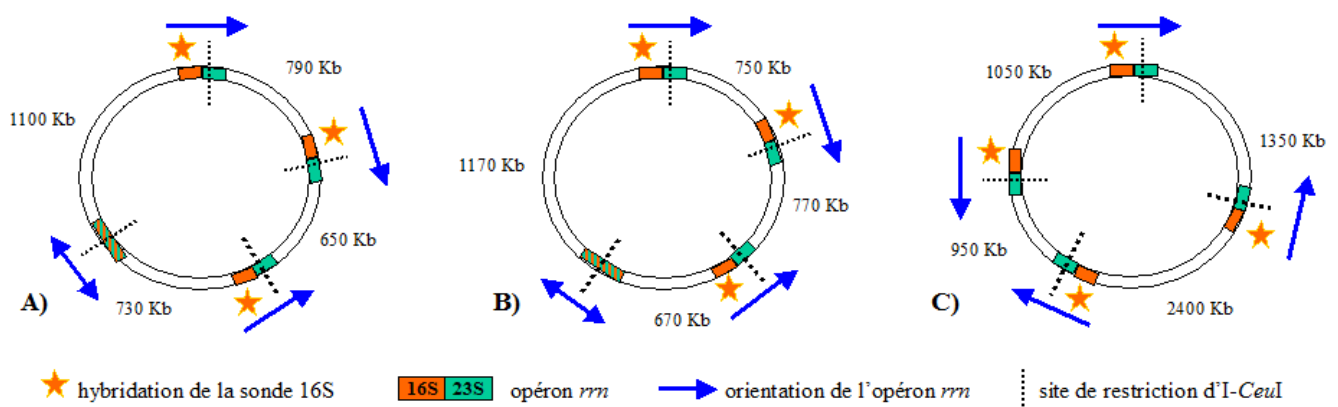 790 Kb
1100 Kb
650 Kb
730 Kb
A)
750 Kb
1170 Kb
770 Kb
670 Kb
B)
1050 Kb
1350 Kb
950 Kb
2400 Kb
C)
hybridation de la sonde 16S
16S 23S opéron rrn
orientation de l'opéron rrn
site de restriction d'I-CeuI